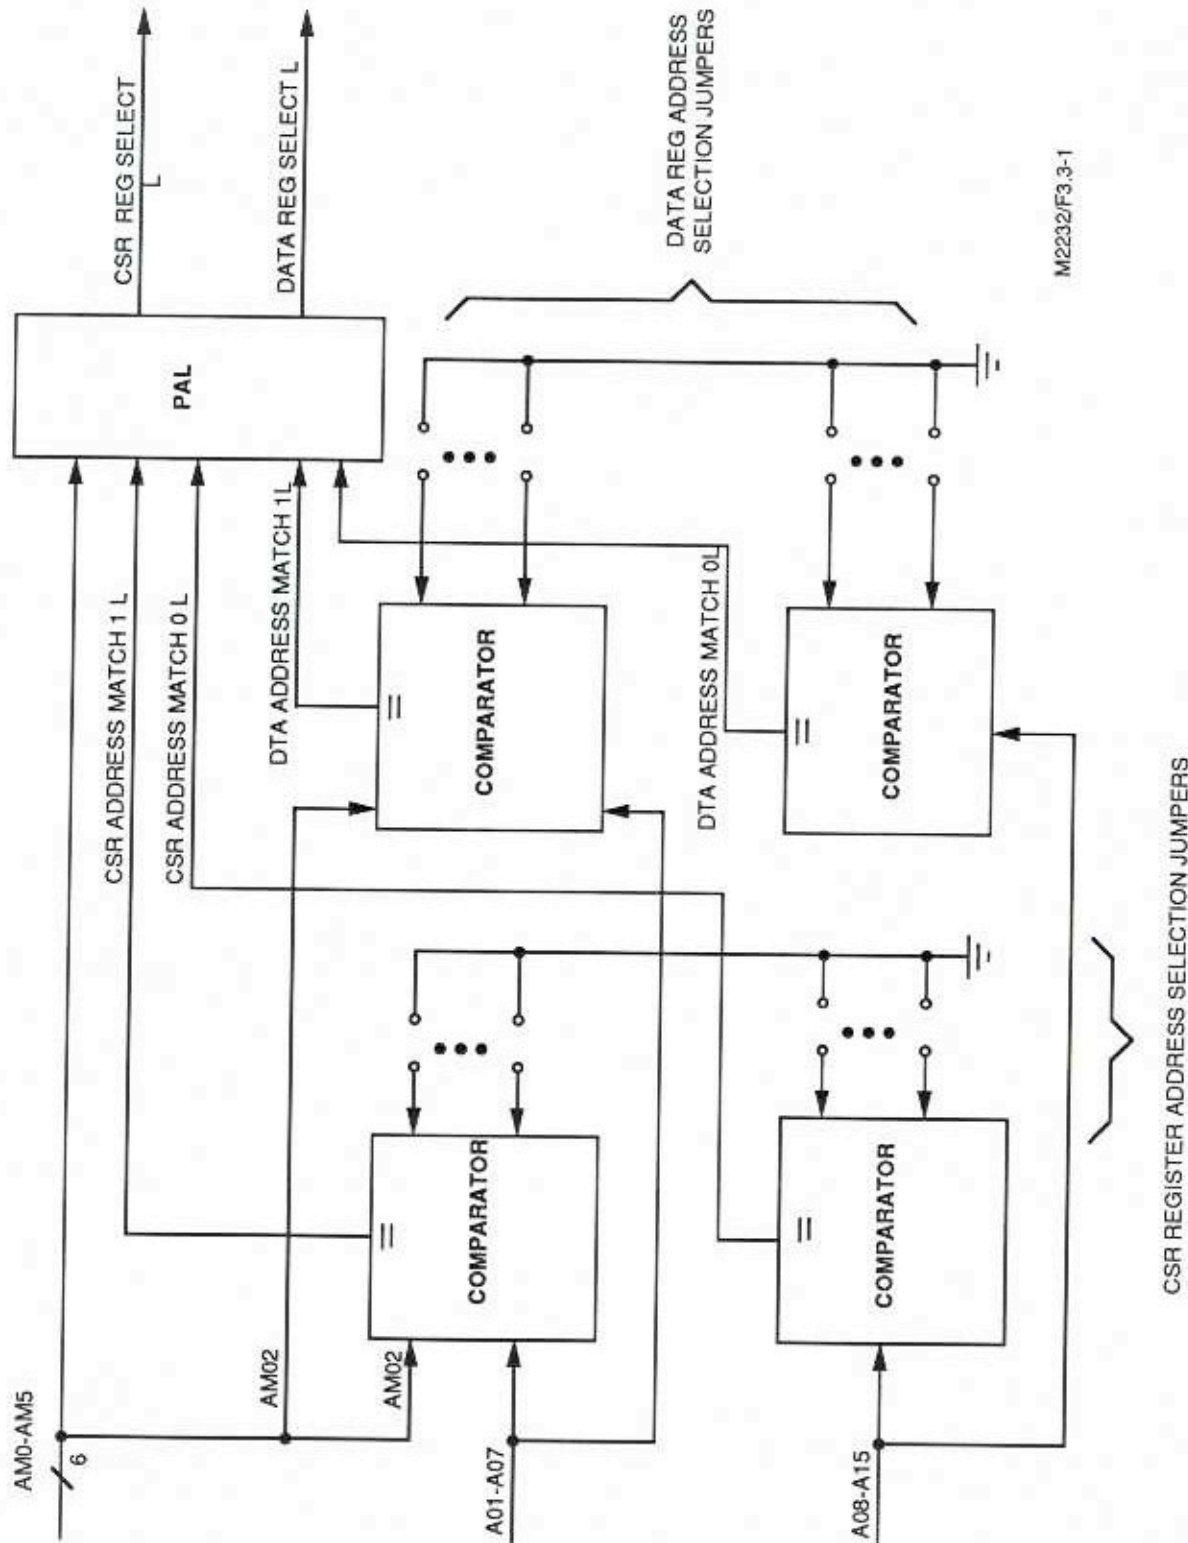 AM0-AM5
6
AM02
AM02
A01-A07
A08-A15
CSR ADDRESS MATCH 1 L
CSR ADDRESS MATCH 0 L
DTA ADDRESS MATCH 1L
DTA ADDRESS MATCH 0L
COMPARATOR
=
COMPARATOR
=
COMPARATOR
=
COMPARATOR
=
PAL
CSR REG SELECT
L
DATA REG SELECT L
DATA REG ADDRESS
SELECTION JUMPERS
CSR REGISTER ADDRESS SELECTION JUMPERS
M2232/F3.3-1